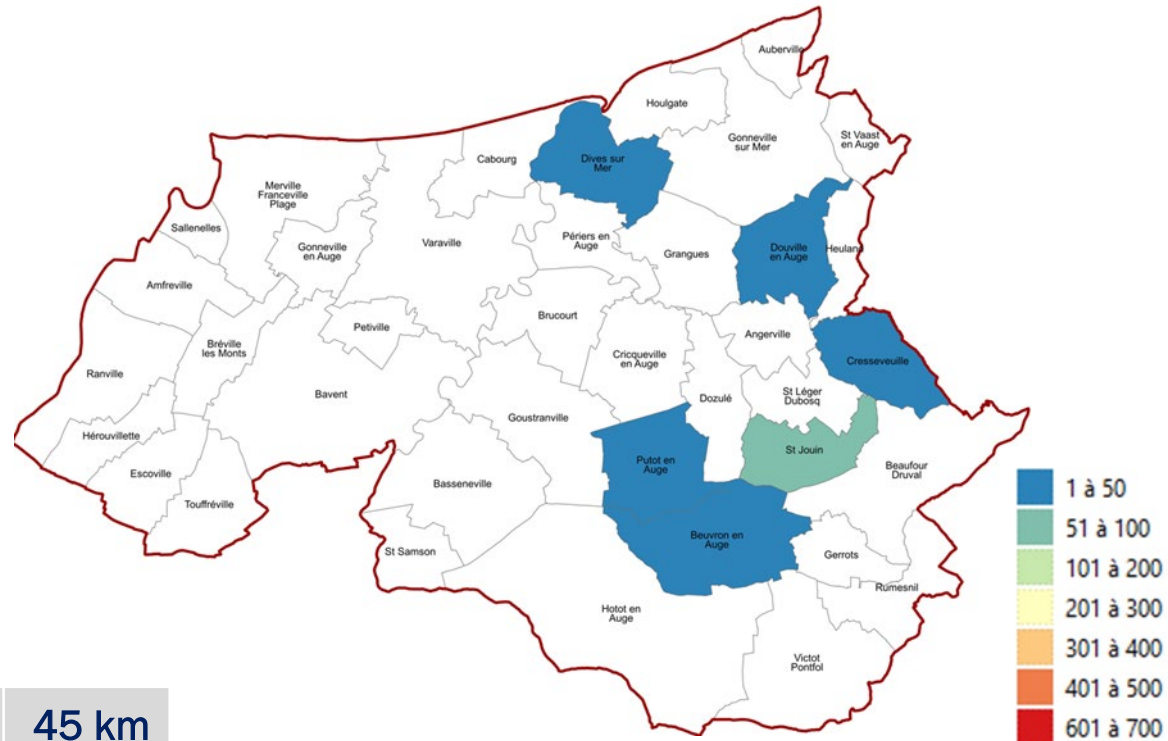 Auberville
Houlgate
Gonneville
sur Mer
St Vaast
en Auge
Cabourg
Dives sur
Mer
Merville
Franceville
Plage
Sallenelles
Gonneville
en Auge
Varaville
Périers en
Auge
Grangues
Douville
en Auge
Heuland
Amfreville
Petiville
Brucourt
Angerville
Bréville
les Monts
Cricqueville
en Auge
Cresseveuille
Ranville
Bavent
Dozulé
St Léger
Dubosq
Goustranville
Hérouvillette
St Jouin
Escoville
Putot en
Auge
Beaufour
Druval
Basseneville
Touffréville
Beuvron en
Auge
St Samson
Gerrots
Rumesnil
Hotot en
Auge
Victot
Pontfol
1 à 50
51 à 100
101 à 200
201 à 300
301 à 400
401 à 500
601 à 700
45 km